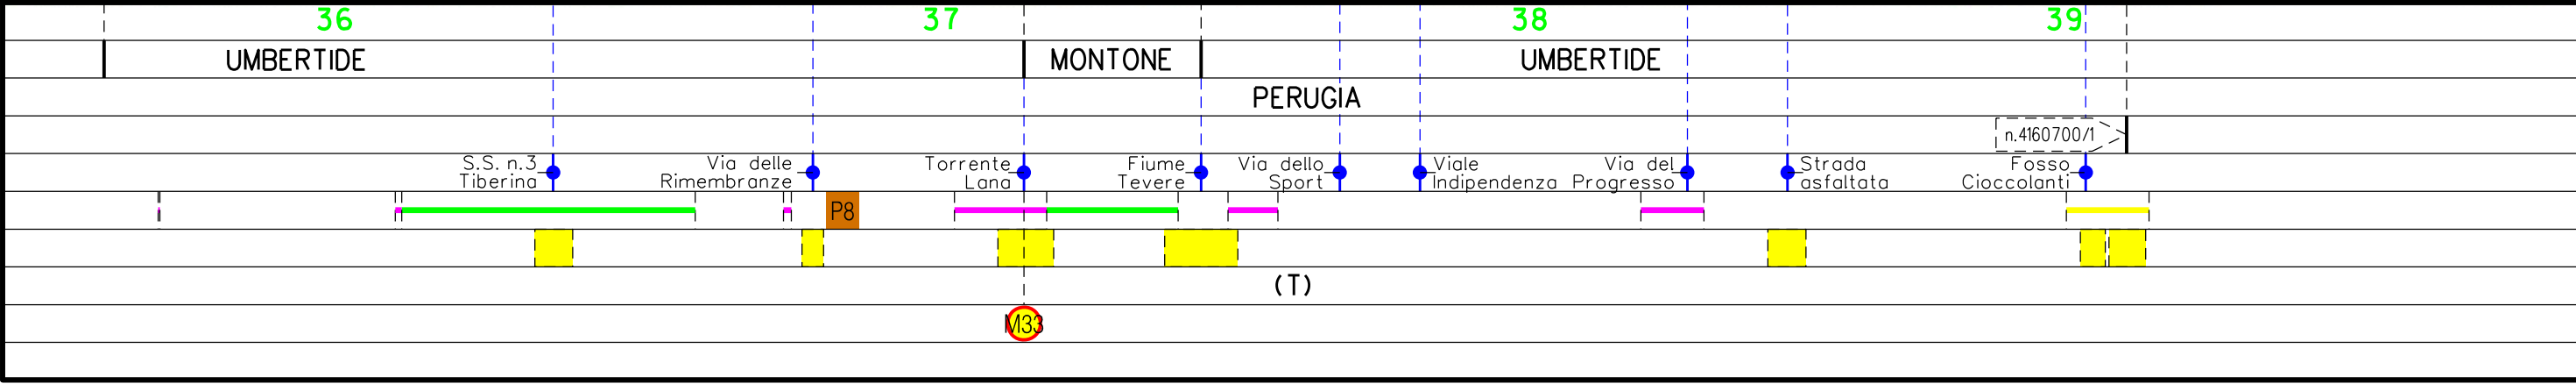 36 37 38 39
UMBERTIDE MONTONE UMBERTIDE
PERUGIA
n.4160700/1
S.S. n.3 Tiberina
Via delle Rimembranze
Torrente Lana
Fiume Tevere
Via dello Sport
Viale Indipendenza
Via del Progresso
Strada asfaltata
Fosso Cioccolanti
P8
(T)
M33